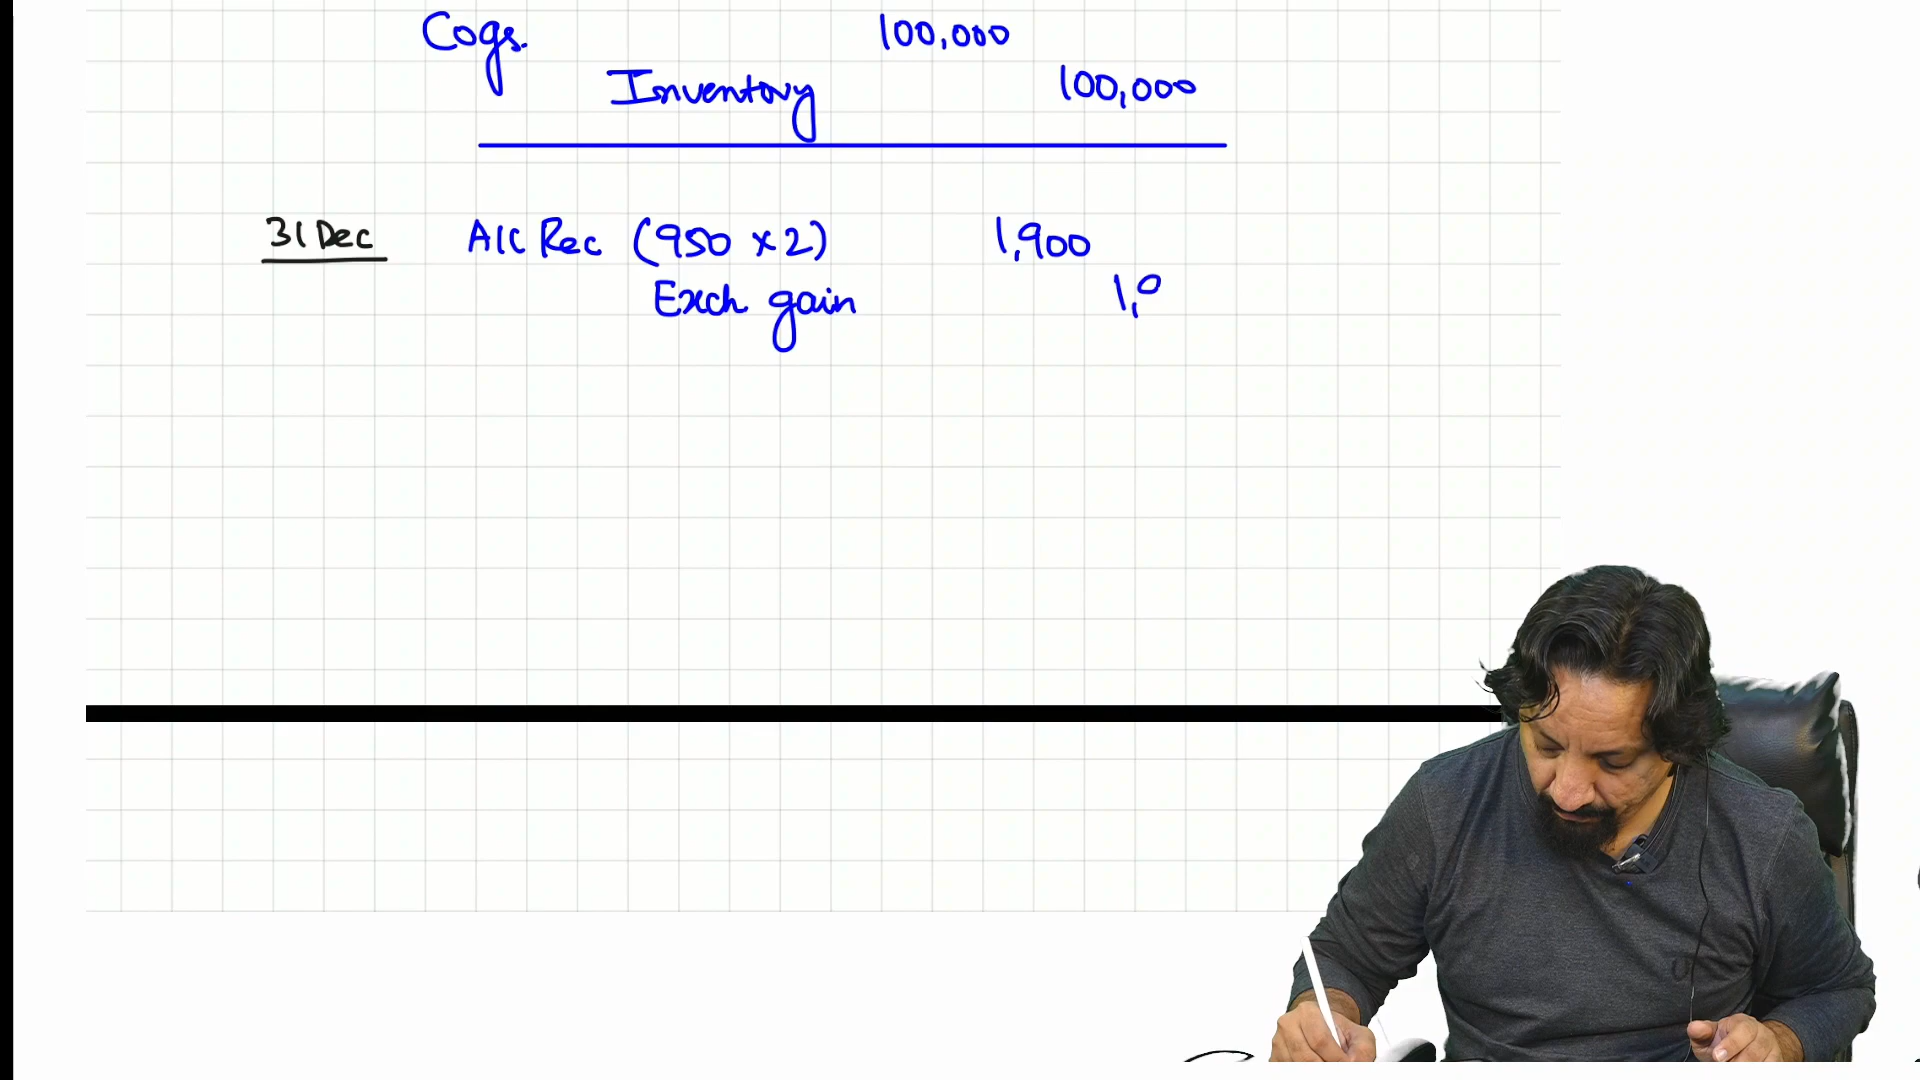 Cogs. 100,000
Inventory 100,000
31 Dec A/C Rec (950 x 2) 1,900
Exch gain 1,0